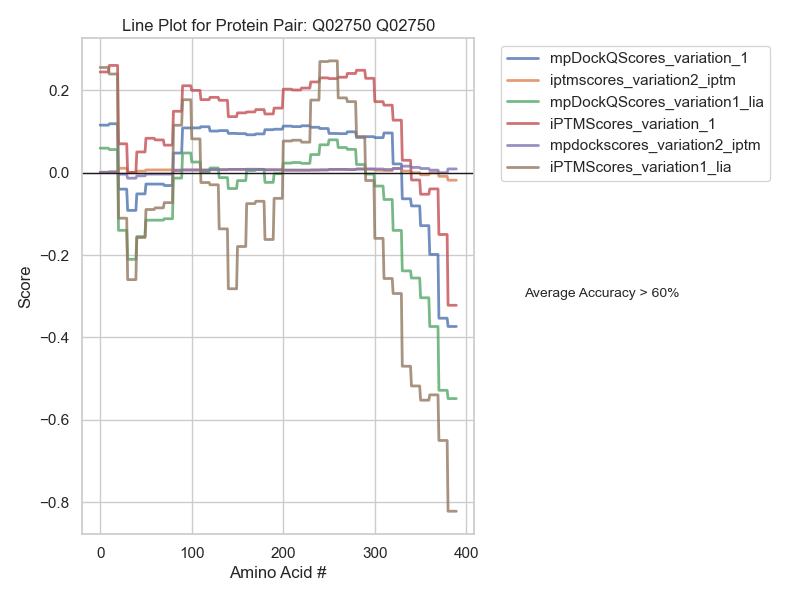 Line Plot for Protein Pair: Q02750 Q02750
mpDockQScores_variation_1
iptmscores_variation2_iptm
mpDockQScores_variation1_lia
iPTMScores_variation_1
mpdockscores_variation2_iptm
iPTMScores_variation1_lia
Average Accuracy > 60%
Score
0.2
0.0
−0.2
−0.4
−0.6
−0.8
0 100 200 300 400
Amino Acid #